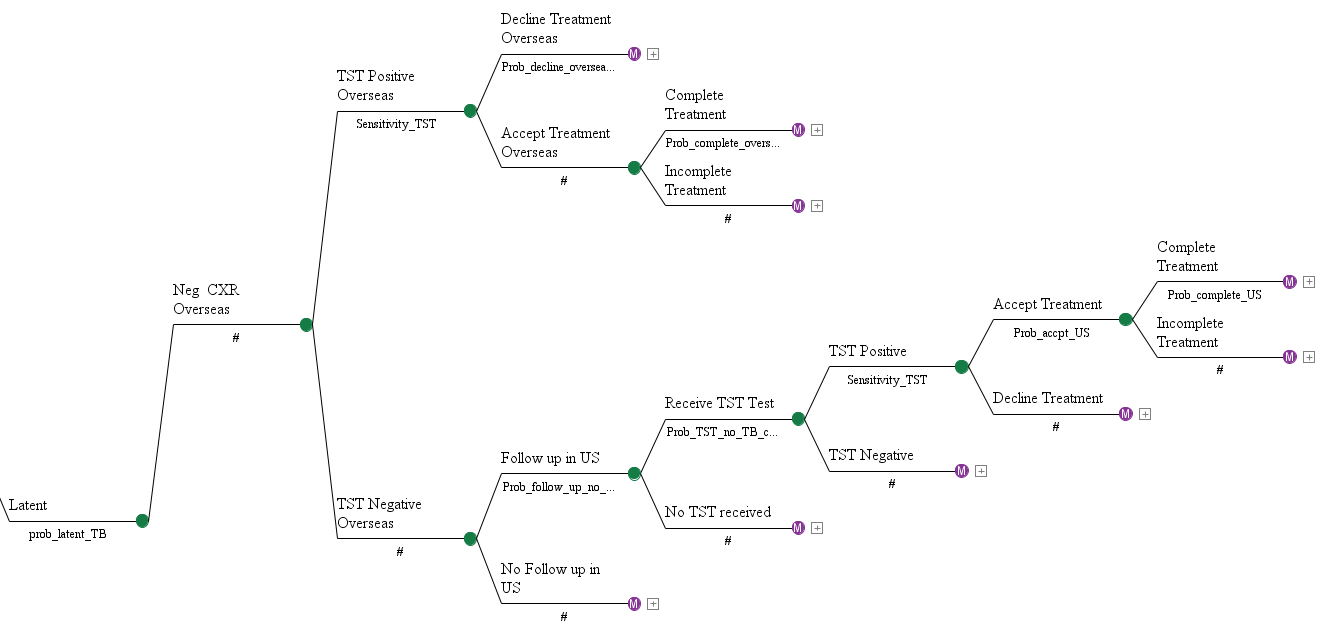 Decline Treatment
Overseas
M
Prob_decline_oversea...
TST Positive
Overseas
Sensitivity_TST
Accept Treatment
Overseas
#
Complete
Treatment
M
Prob_complete_overs...
Incomplete
Treatment
M
#
Neg CXR
Overseas
#
Latent
prob_latent_TB
TST Negative
Overseas
#
Follow up in US
Prob_follow_up_no_...
Receive TST Test
Prob_TST_no_TB_c...
TST Positive
Sensitivity_TST
Accept Treatment
Prob_accpt_US
Complete
Treatment
M
Prob_complete_US
Incomplete
Treatment
M
#
Decline Treatment
M
#
TST Negative
M
#
No TST received
M
#
No Follow up in
US
M
#